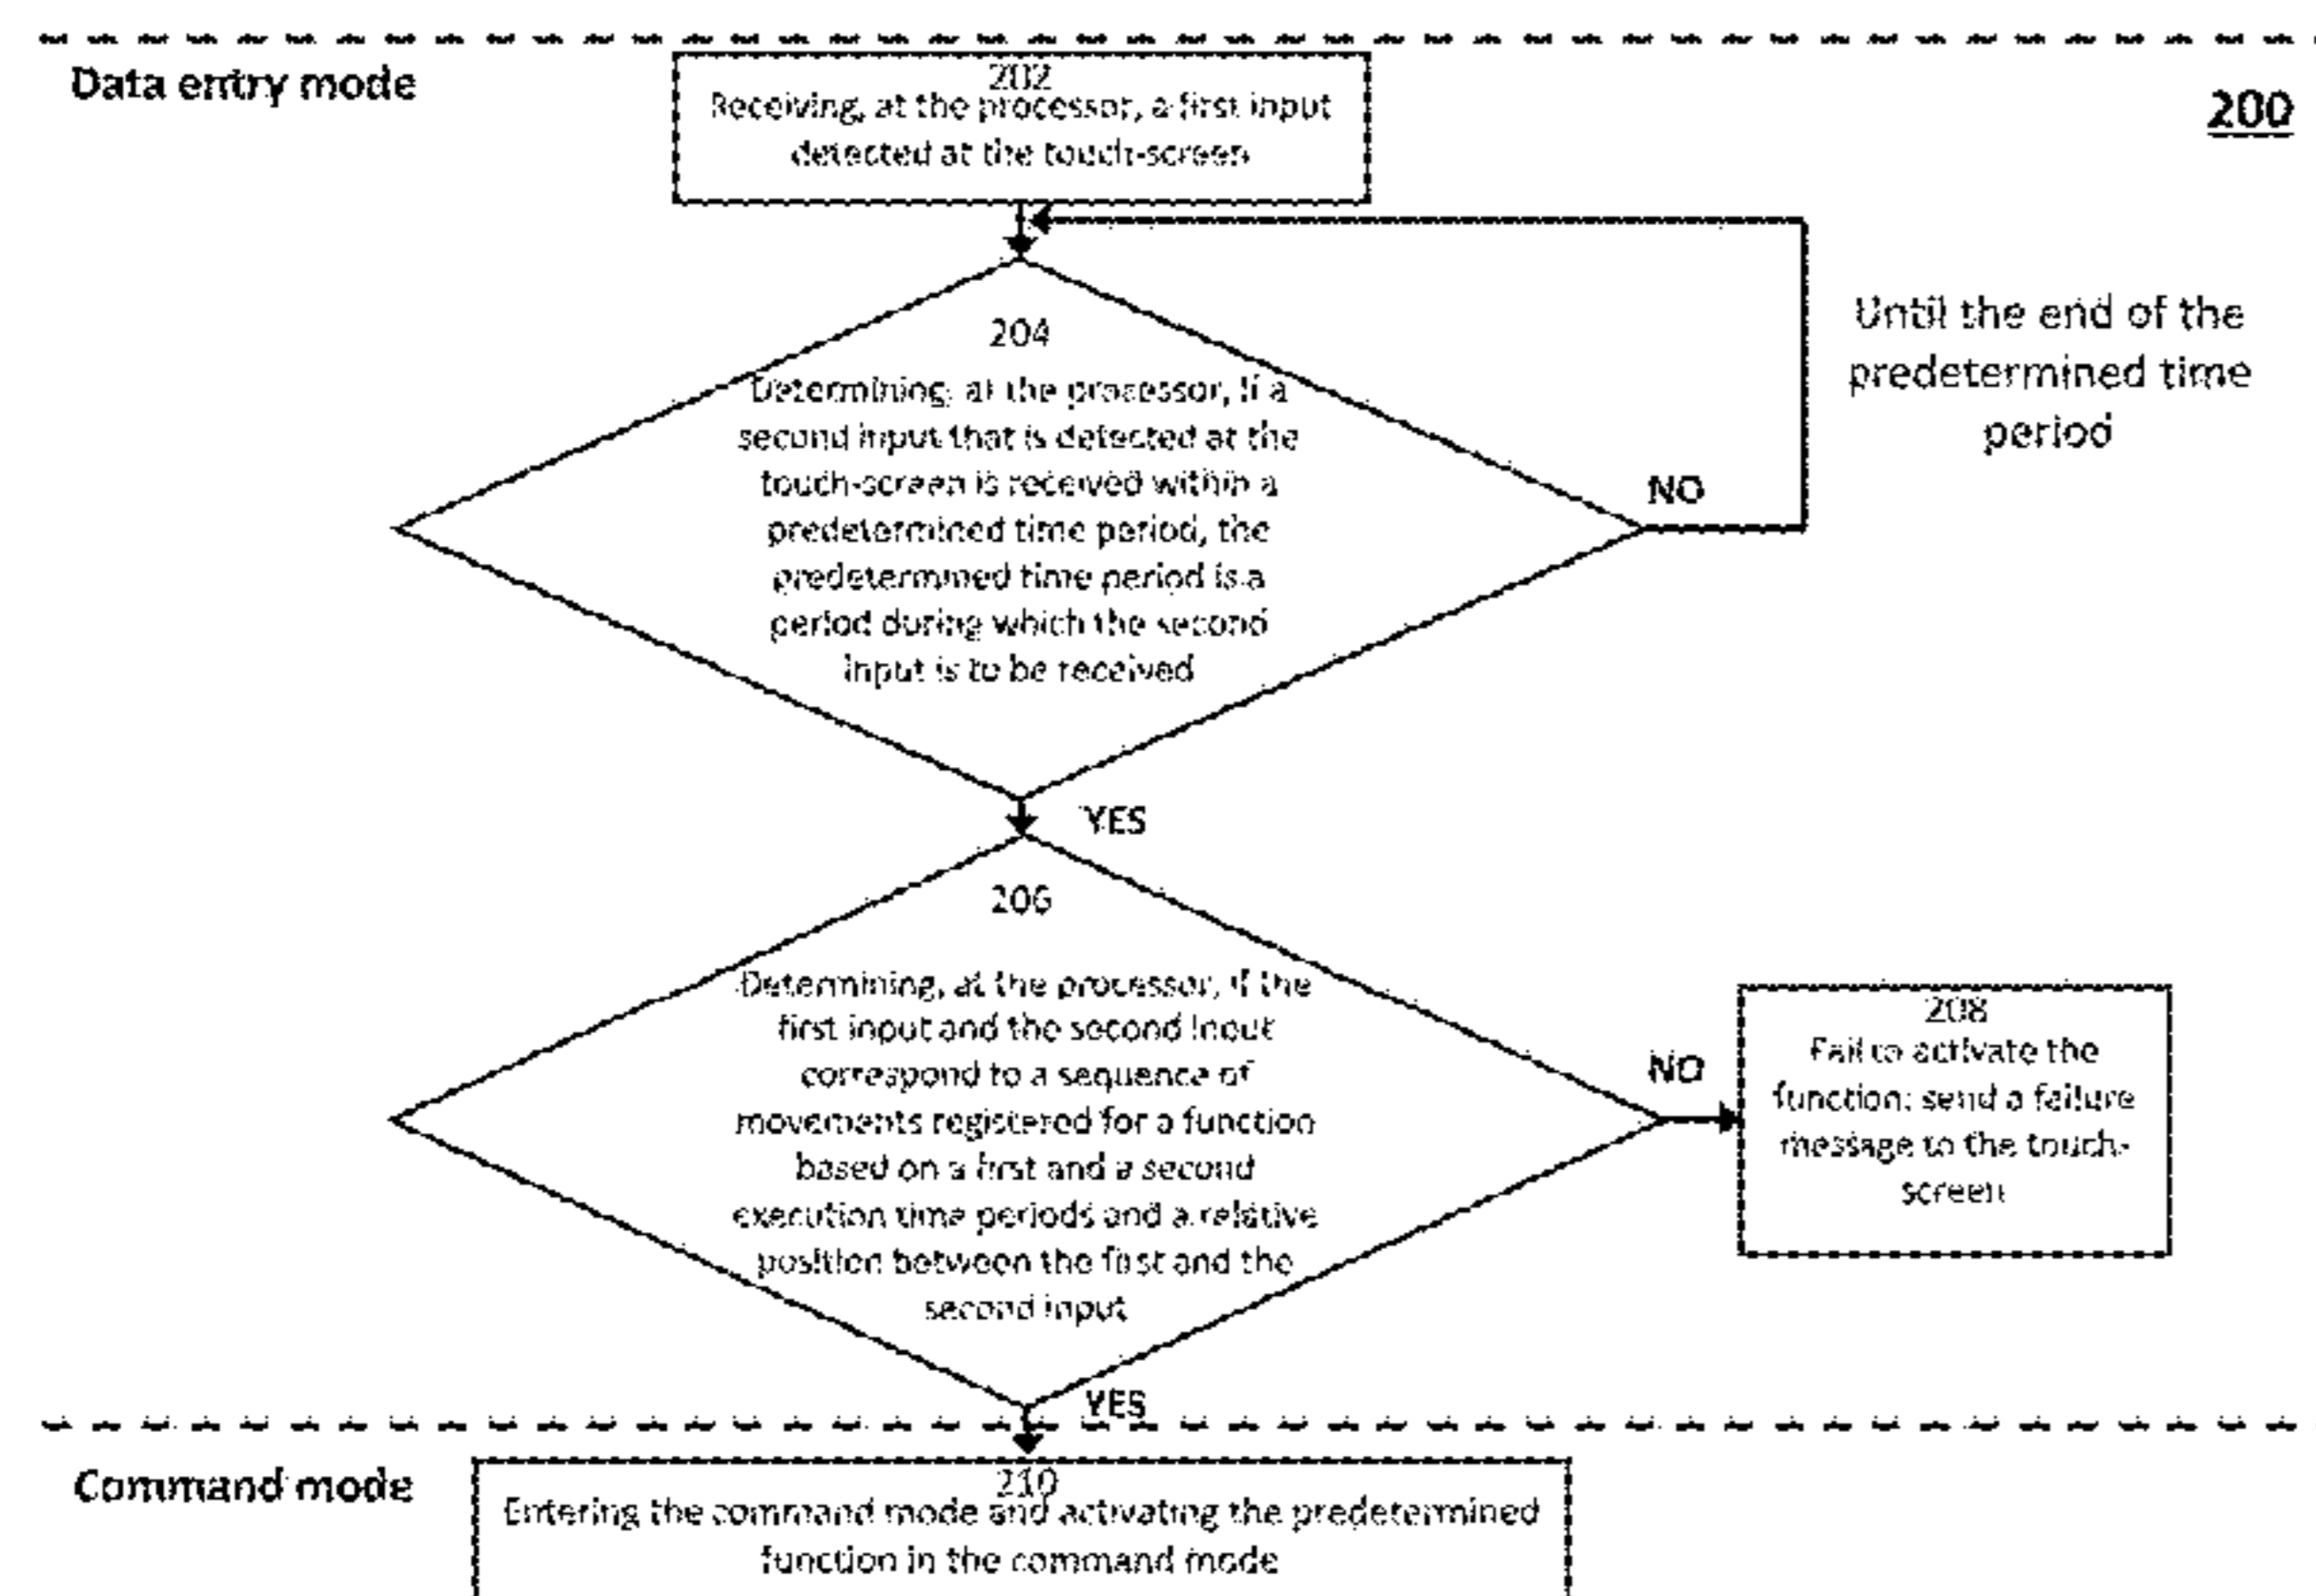 Data entry mode
200
202
Receiving, at the processor, a first input
detected at the touch-screen
204
Determining, at the processor, if a
second input that is detected at the
touch-screen is received within a
predetermined time period, the
predetermined time period is a
period during which the second
input is to be received
NO
Until the end of the
predetermined time
period
YES
206
Determining, at the processor, if the
first input and the second input
correspond to a sequence of
movements registered for a function
based on a first and a second
execution time periods and a relative
position between the first and the
second input
NO
208
Fail to activate the
function: send a failure
message to the touch-
screen
YES
Command mode
210
Entering the command mode and activating the predetermined
function in the command mode